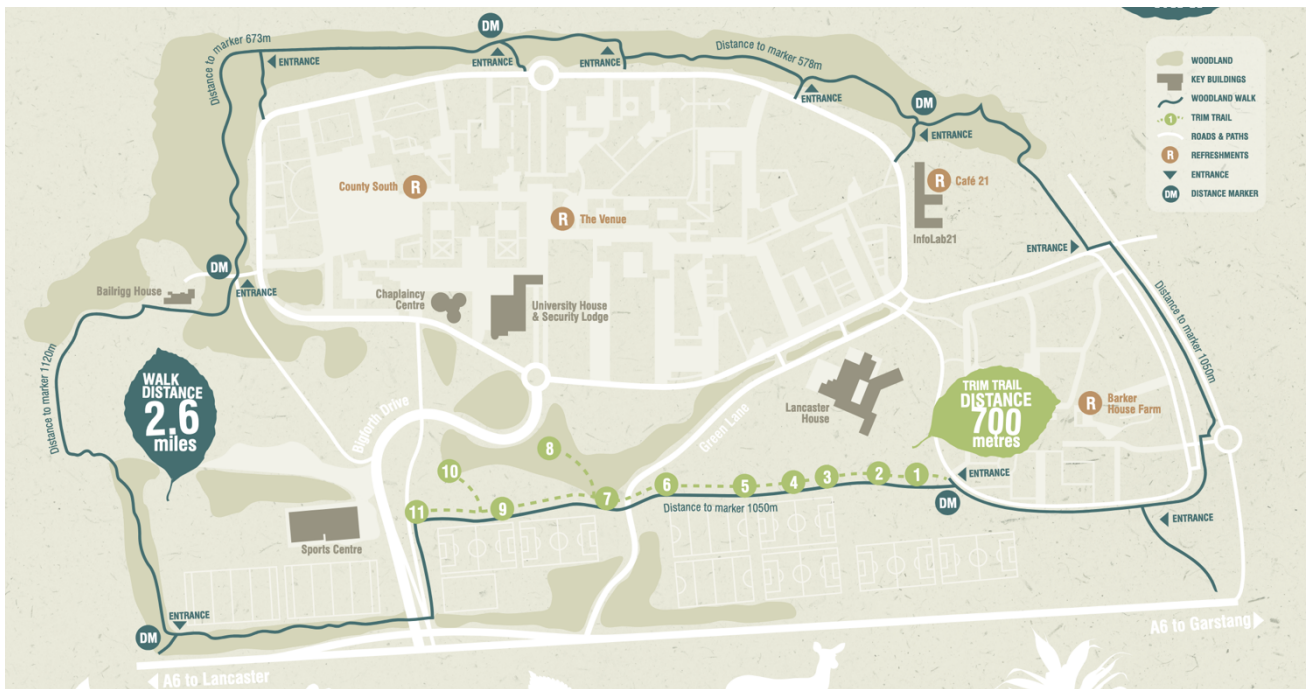 DM
Distance to marker 673m
ENTRANCE
ENTRANCE
ENTRANCE
Distance to marker 578m
ENTRANCE
DM
ENTRANCE
WOODLAND
KEY BUILDINGS
WOODLAND WALK
1
TRIM TRAIL
ROADS & PATHS
R
REFRESHMENTS
ENTRANCE
DM
DISTANCE MARKER
County South
R
R
Café 21
R
The Venue
InfoLab21
ENTRANCE
DM
ENTRANCE
Bailrigg House
Chaplaincy
Centre
University House
& Security Lodge
Distance to marker 1120m
Distance to marker 1050m
WALK
DISTANCE
2.6
miles
Bigforth Drive
Green Lane
Lancaster
House
TRIM TRAIL
DISTANCE
700
metres
R
Barker
House Farm
8
10
11
9
7
6
5
4
3
2
1
ENTRANCE
DM
Distance to marker 1050m
ENTRANCE
Sports Centre
ENTRANCE
DM
A6 to Lancaster
A6 to Garstang